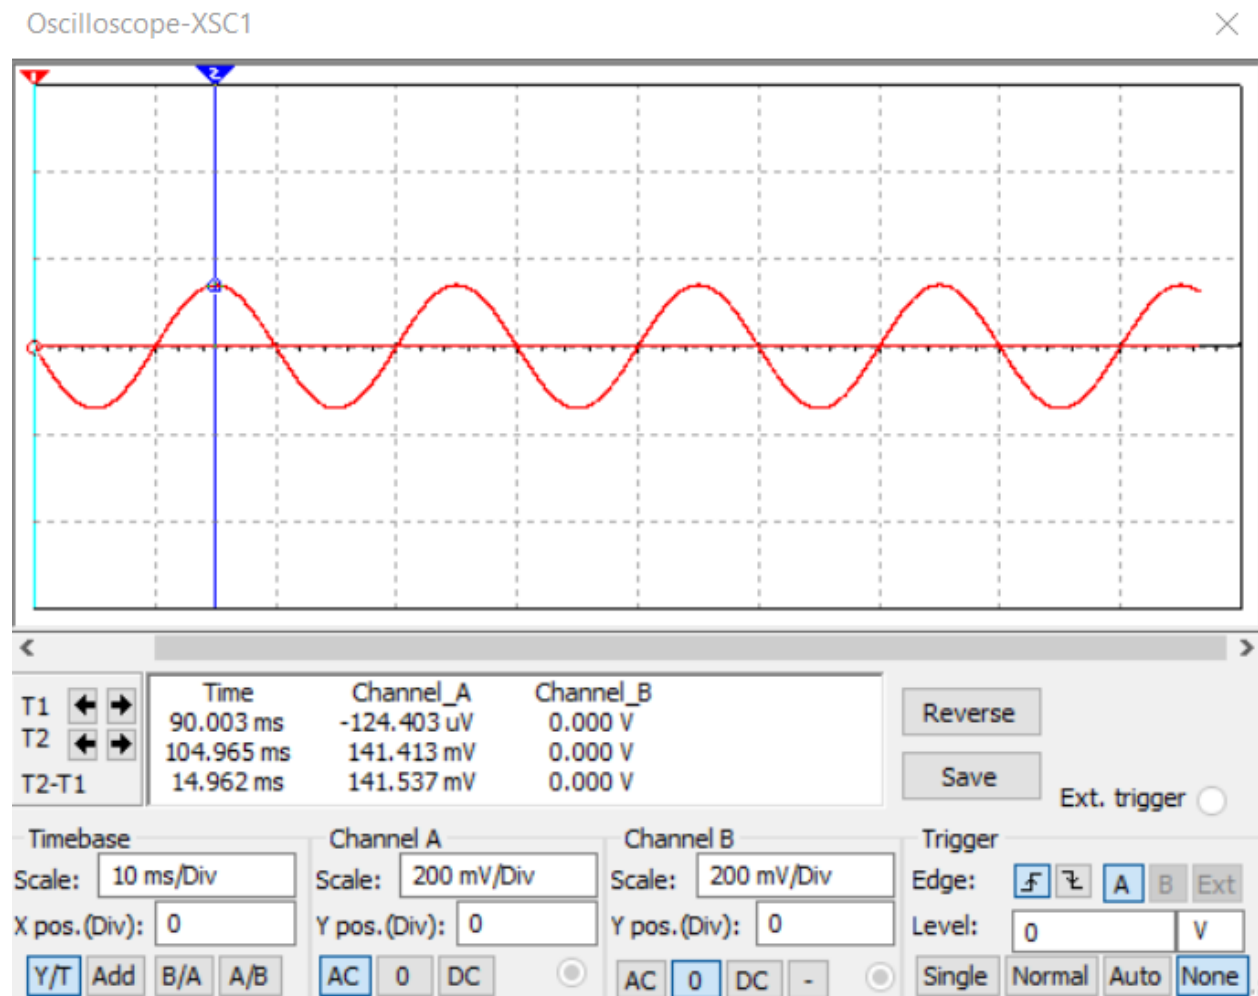 Oscilloscope-XSC1
1
2
Time Channel_A Channel_B
T1 90.003 ms -124.403 uV 0.000 V
T2 104.965 ms 141.413 mV 0.000 V
T2-T1 14.962 ms 141.537 mV 0.000 V
Reverse
Save
Ext. trigger
Timebase
Scale: 10 ms/Div
X pos.(Div): 0
Y/T Add B/A A/B
Channel A
Scale: 200 mV/Div
Y pos.(Div): 0
AC 0 DC
Channel B
Scale: 200 mV/Div
Y pos.(Div): 0
AC 0 DC -
Trigger
Edge: A B Ext
Level: 0 V
Single Normal Auto None